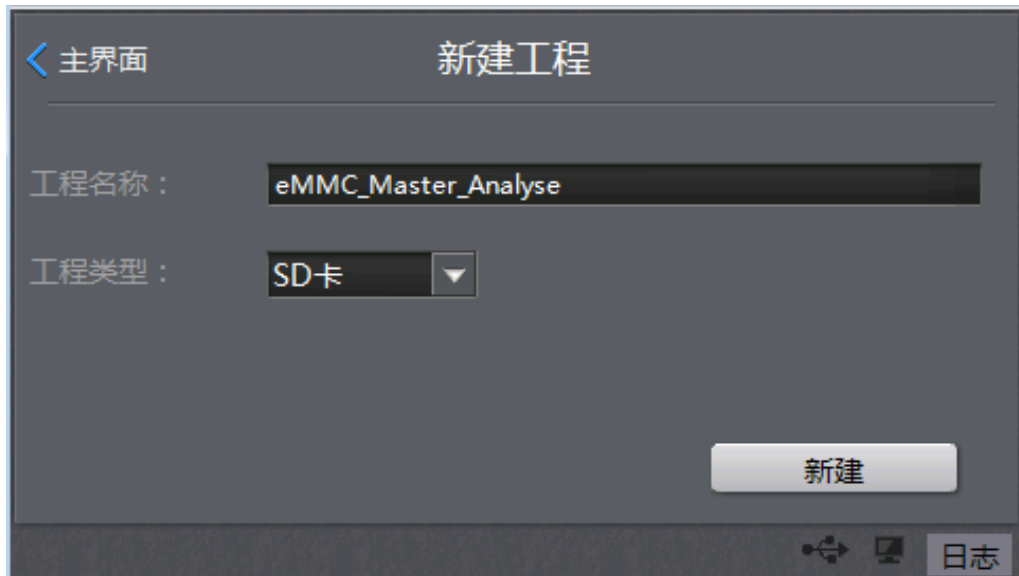 主界面
新建工程
工程名称：
eMMC_Master_Analyse
工程类型：
SD卡
新建
日志